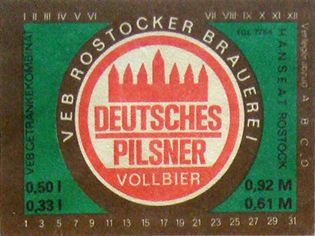 I II III IV V VI
VII VIII IX X XI XII
TGL 7764
VEB ROSTOCKER BRAUEREI
VEB GETRÄNKEKOMBINAT
HANSEAT ROSTOCK
A B C D
DEUTSCHES
PILSNER
VOLLBIER
0,50 l
0,33 l
0,92 M
0,61 M
1 3 5 7 9 11 13 15 17 19 21 23 25 27 29 31